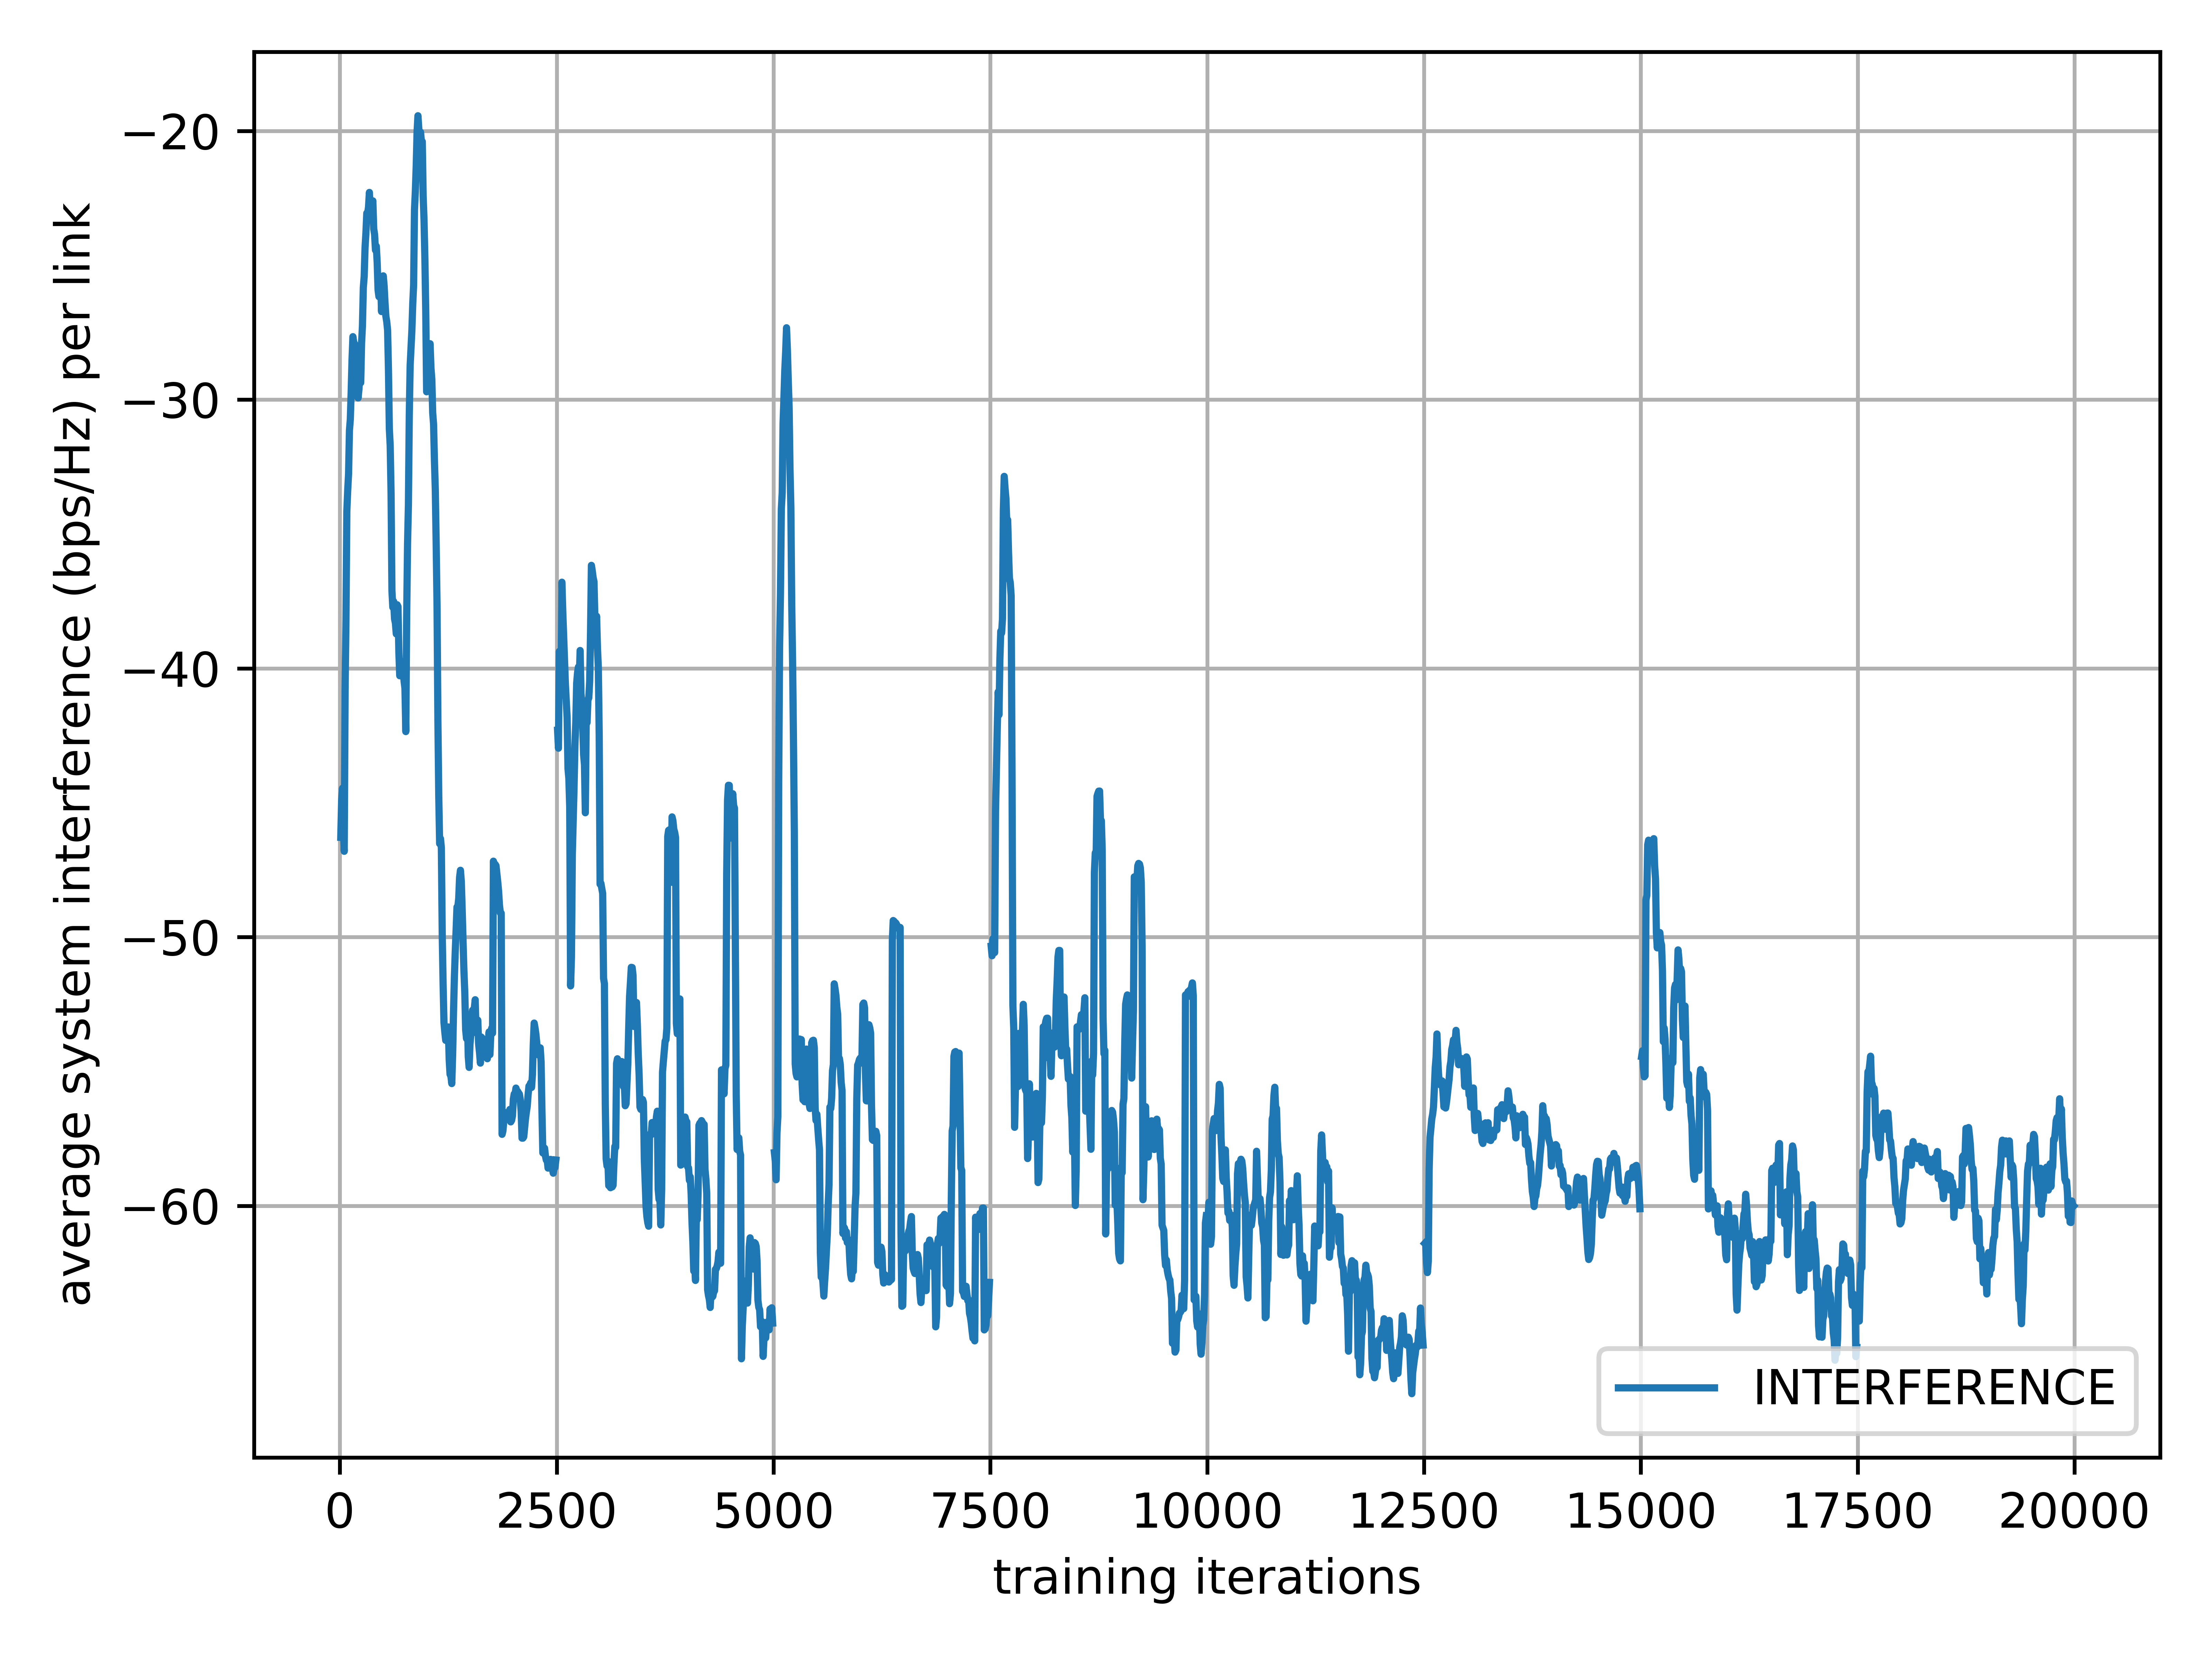 average system interference (bps/Hz) per link
−20
−30
−40
−50
−60
INTERFERENCE
0 2500 5000 7500 10000 12500 15000 17500 20000
training iterations